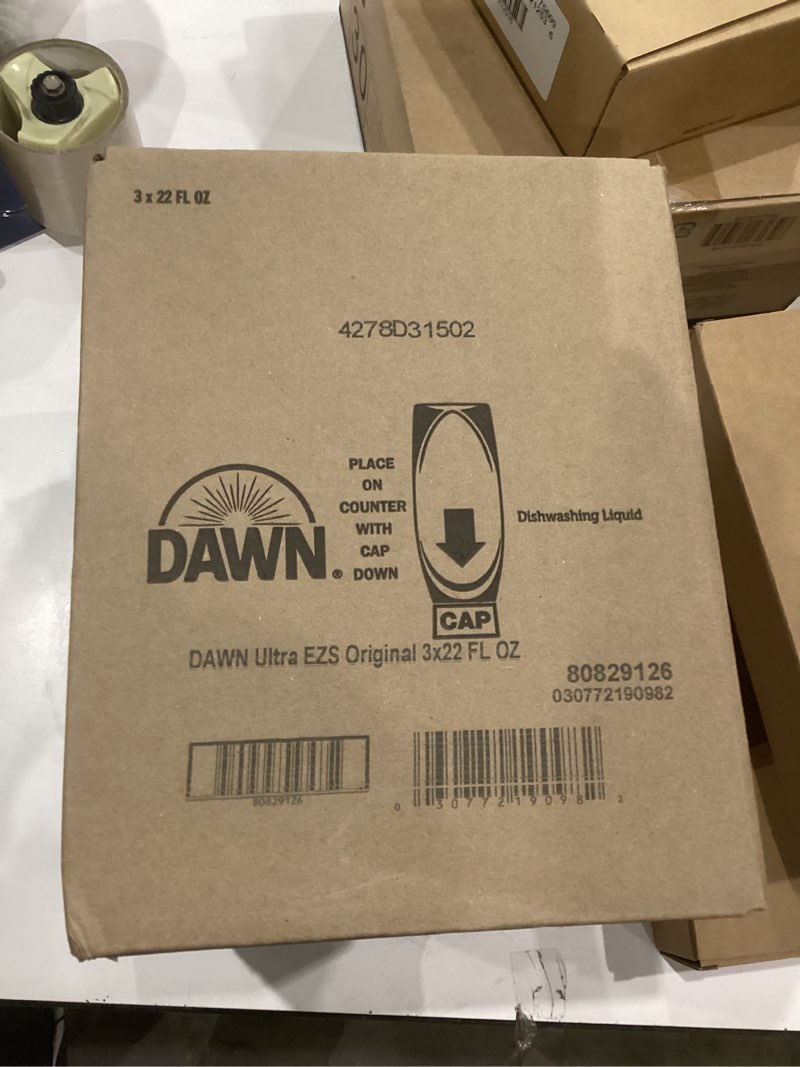 3 x 22 FL OZ
4278D31502
PLACE
ON
COUNTER
WITH
CAP
DOWN
DAWN®
Dishwashing Liquid
CAP
DAWN Ultra EZS Original 3x22 FL OZ
80829126
030772190982
80829126
0 30772 19098 2